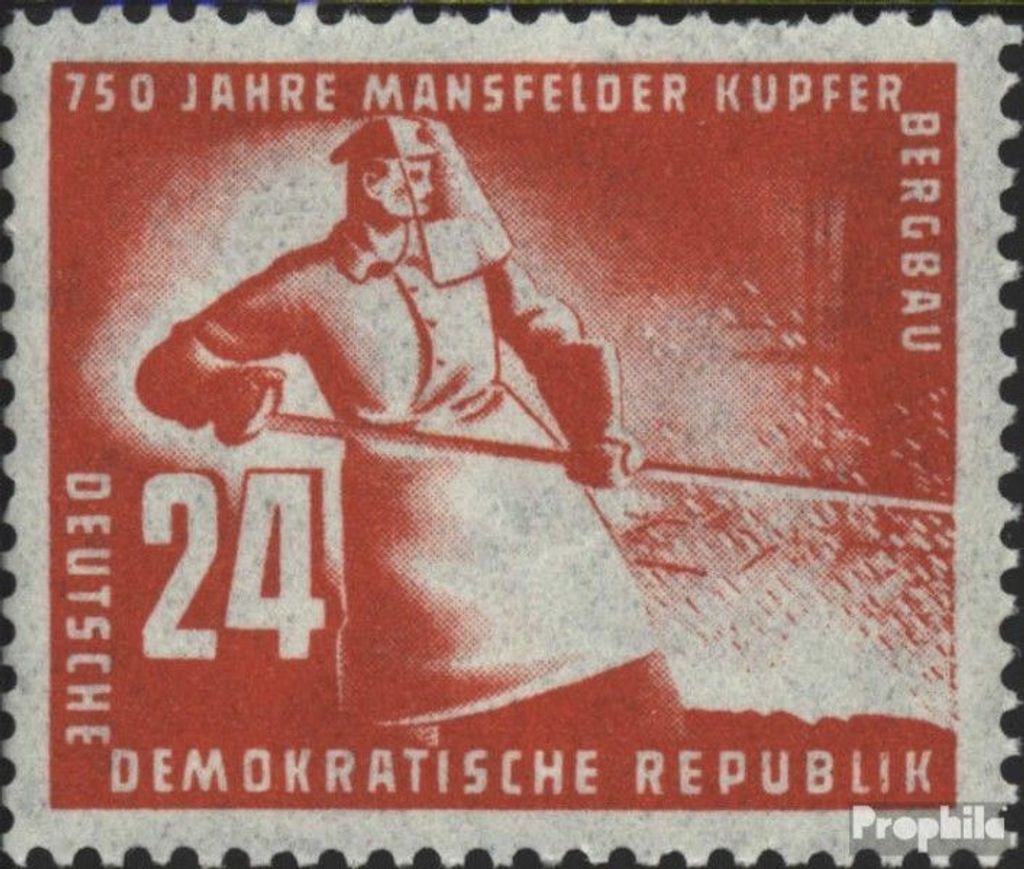 750 JAHRE MANSFELDER KUPFER
BERGBAU
24
DEUTSCHE
DEMOKRATISCHE REPUBLIK
Prophila